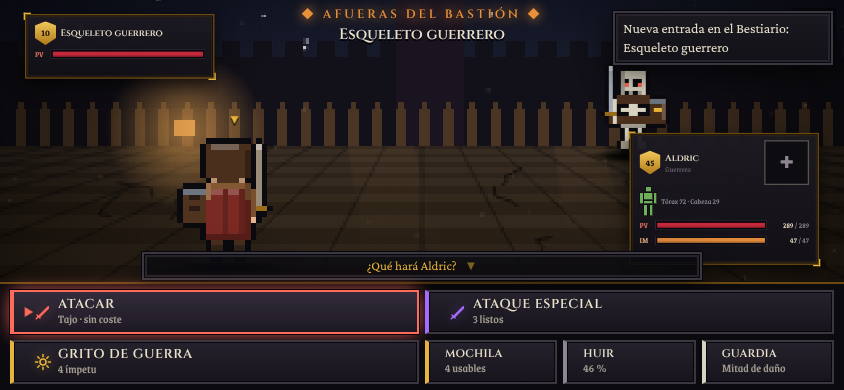 AFUERAS DEL BASTIÓN
Esqueleto guerrero
10 Esqueleto guerrero
PV
Nueva entrada en el Bestiario:
Esqueleto guerrero
45 Aldric
Guerrero
Tórax 72 · Cabeza 29
PV 289 / 289
IM 47 / 47
¿Qué hará Aldric?
ATACAR
Tajo · sin coste
ATAQUE ESPECIAL
3 listos
GRITO DE GUERRA
4 ímpetu
MOCHILA
4 usables
HUIR
46 %
GUARDIA
Mitad de daño